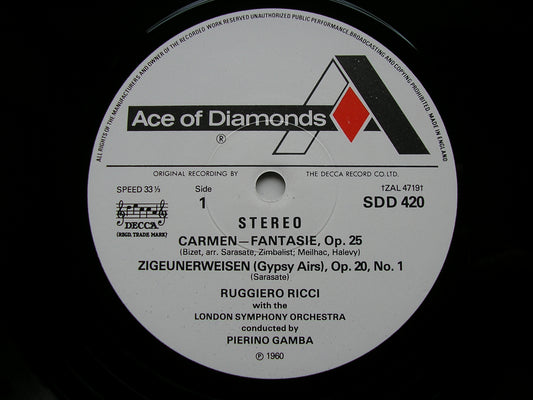 ALL RIGHTS OF THE MANUFACTURERS AND OWNER OF THE RECORDED WORK RESERVED UNAUTHORIZED PUBLIC PERFORMANCE, BROADCASTING AND COPYING PROHIBITED. MADE IN ENGLAND
Ace of Diamonds
®
ORIGINAL RECORDING BY THE DECCA RECORD CO. LTD.
SPEED 33⅓ Side 1 †ZAL 4719†
DECCA SDD 420
(REGD. TRADE MARK)
STEREO
CARMEN—FANTASIE, Op. 25
(Bizet, arr. Sarasate, Zimbalist; Meilhac, Halevy)
ZIGEUNERWEISEN (Gypsy Airs), Op. 20, No. 1
(Sarasate)
RUGGIERO RICCI
with the
LONDON SYMPHONY ORCHESTRA
conducted by
PIERINO GAMBA
℗ 1960